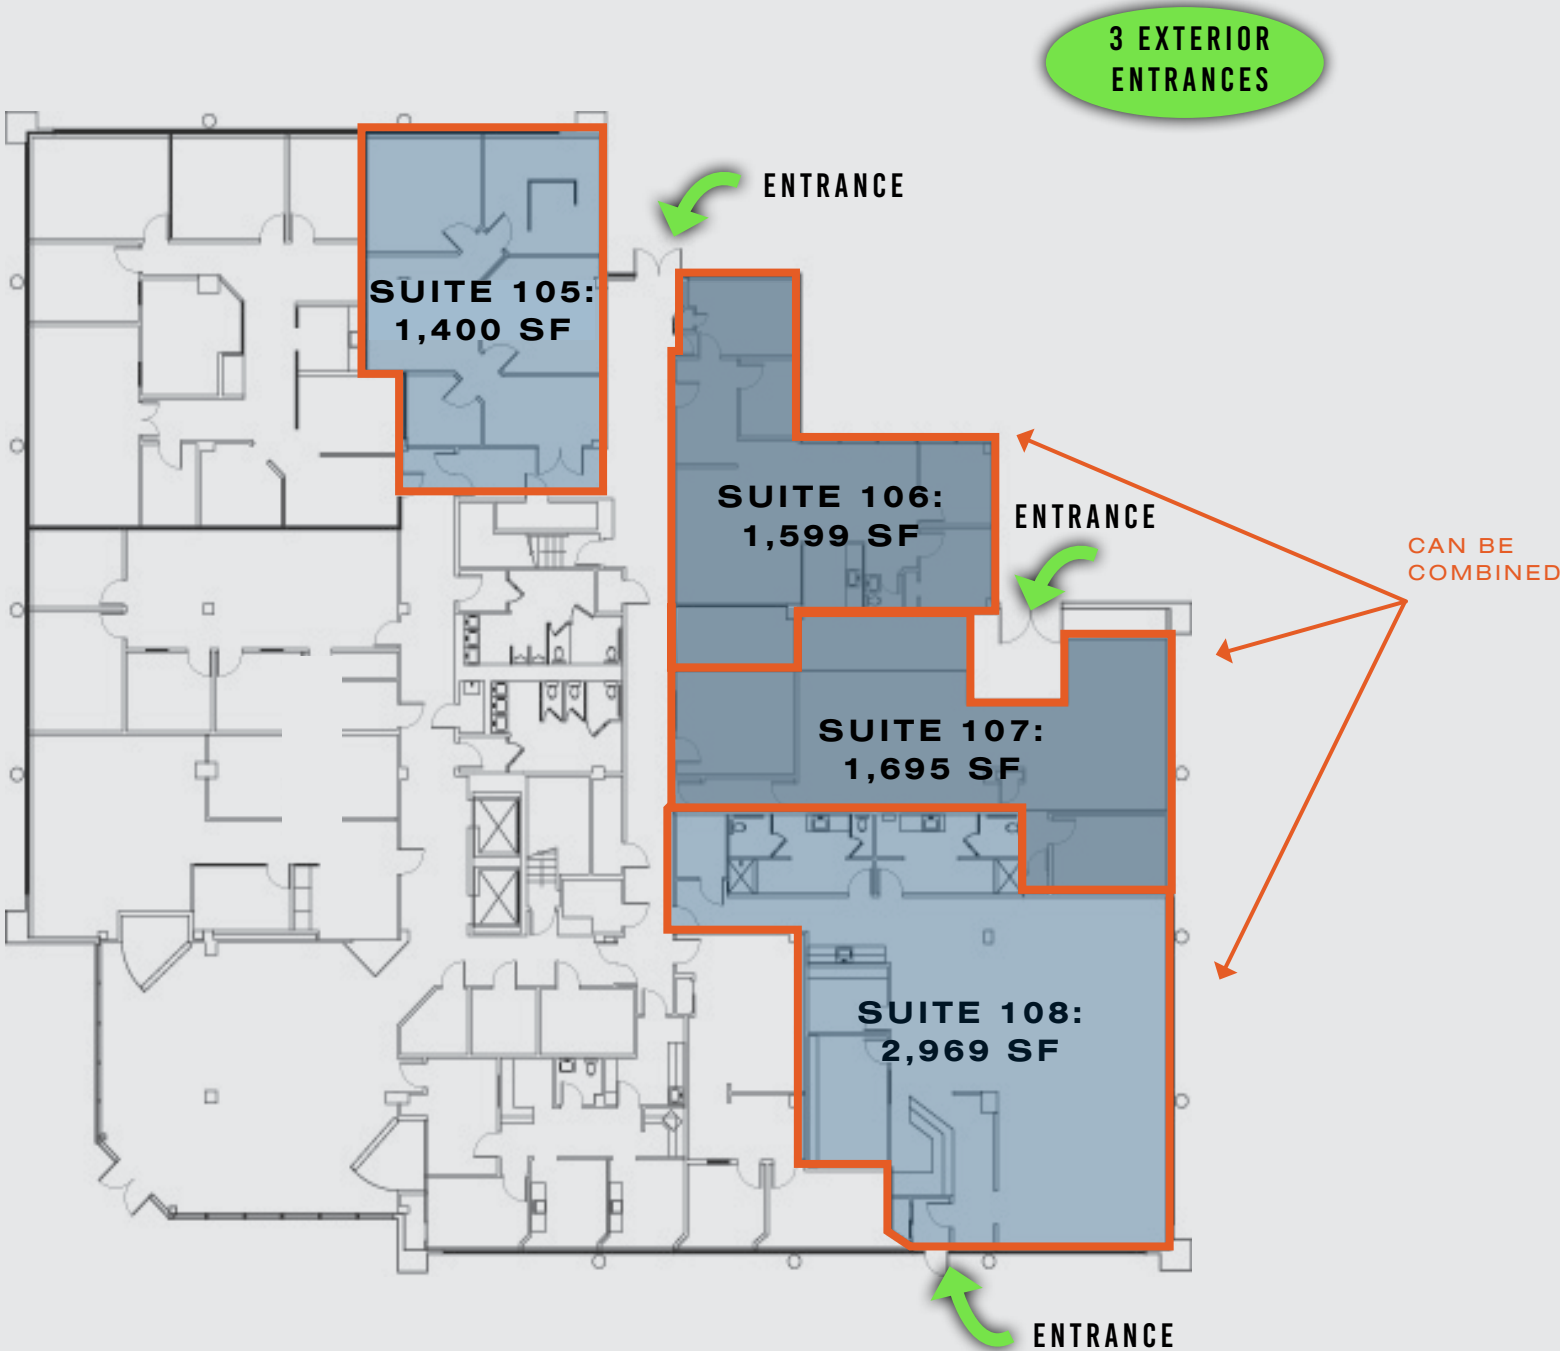 3 EXTERIOR
ENTRANCES
ENTRANCE
SUITE 105:
1,400 SF
SUITE 106:
1,599 SF
ENTRANCE
CAN BE
COMBINED
SUITE 107:
1,695 SF
SUITE 108:
2,969 SF
ENTRANCE